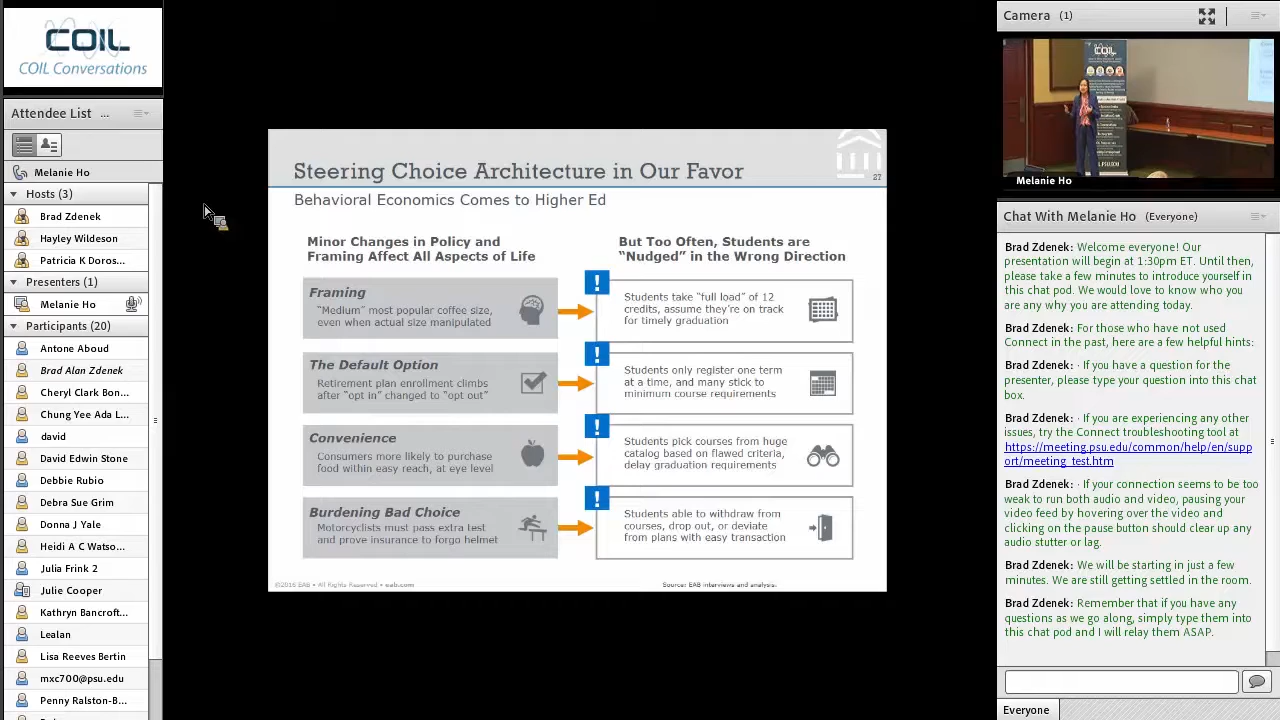 COIL
COIL Conversations
Attendee List ...
Melanie Ho
Hosts (3)
Brad Zdenek
Hayley Wildeson
Patricia K Doros...
Presenters (1)
Melanie Ho
Participants (20)
Antone Aboud
Brad Alan Zdenek
Cheryl Clark Bon...
Chung Yee Ada L...
david
David Edwin Stone
Debbie Rubio
Debra Sue Grim
Donna J Yale
Heidi A C Watso...
Julia Frink 2
Julie Cooper
Kathryn Bancroft...
Lealan
Lisa Reeves Bertin
mxc700@psu.edu
Penny Ralston-B...
Steering Choice Architecture in Our Favor
27
Behavioral Economics Comes to Higher Ed
Minor Changes in Policy and
Framing Affect All Aspects of Life
Framing
“Medium” most popular coffee size,
even when actual size manipulated
The Default Option
Retirement plan enrollment climbs
after “opt in” changed to “opt out”
Convenience
Consumers more likely to purchase
food within easy reach, at eye level
Burdening Bad Choice
Motorcyclists must pass extra test
and prove insurance to forgo helmet
But Too Often, Students are
“Nudged” in the Wrong Direction
!
Students take “full load” of 12
credits, assume they're on track
for timely graduation
!
Students only register one term
at a time, and many stick to
minimum course requirements
!
Students pick courses from huge
catalog based on flawed criteria,
delay graduation requirements
!
Students able to withdraw from
courses, drop out, or deviate
from plans with easy transaction
©2016 EAB • All Rights Reserved • eab.com
Source: EAB interviews and analysis.
Camera (1)
COIL
Melanie Ho
Chat With Melanie Ho (Everyone)
Brad Zdenek: Welcome everyone! Our
presentation will begin at 1:30pm ET. Until then,
please take a few minutes to introduce yourself in
this chat pod. We would love to know who you
are any why you are attending today.
Brad Zdenek: For those who have not used
Connect in the past, here are a few helpful hints:
Brad Zdenek: · If you have a question for the
presenter, please type your question into this chat
box.
Brad Zdenek: · If you are experiencing any other
issues, try the Connect troubleshooting tool at
https://meeting.psu.edu/common/help/en/supp
ort/meeting_test.htm
Brad Zdenek: · If your connection seems to be too
weak to run both audio and video, pausing your
video feed by hovering over the video and
clicking on the pause button should clear up any
audio stutter or lag.
Brad Zdenek: We will be starting in just a few
minutes. We are still getting settled in the room.
Brad Zdenek: Remember that if you have any
questions as we go along, simply type them into
this chat pod and I will relay them ASAP.
Everyone